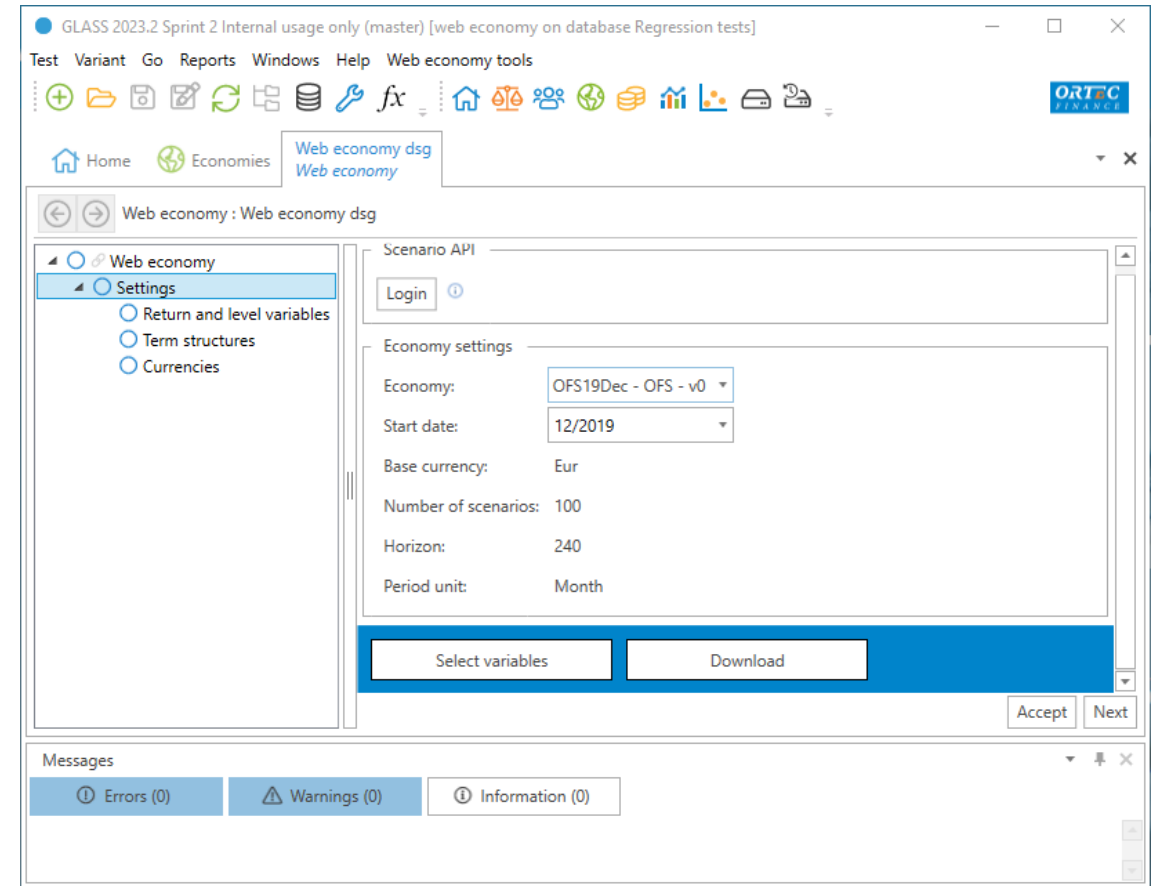 GLASS 2023.2 Sprint 2 Internal usage only (master) [web economy on database Regression tests]
Test Variant Go Reports Windows Help Web economy tools
fx
ORTEC
FINANCE
Home
Economies
Web economy dsg
Web economy
Web economy : Web economy dsg
Web economy
Settings
Return and level variables
Term structures
Currencies
Scenario API
Login
Economy settings
Economy: OFS19Dec - OFS - v0
Start date: 12/2019
Base currency: Eur
Number of scenarios: 100
Horizon: 240
Period unit: Month
Select variables Download
Accept Next
Messages
Errors (0) Warnings (0) Information (0)